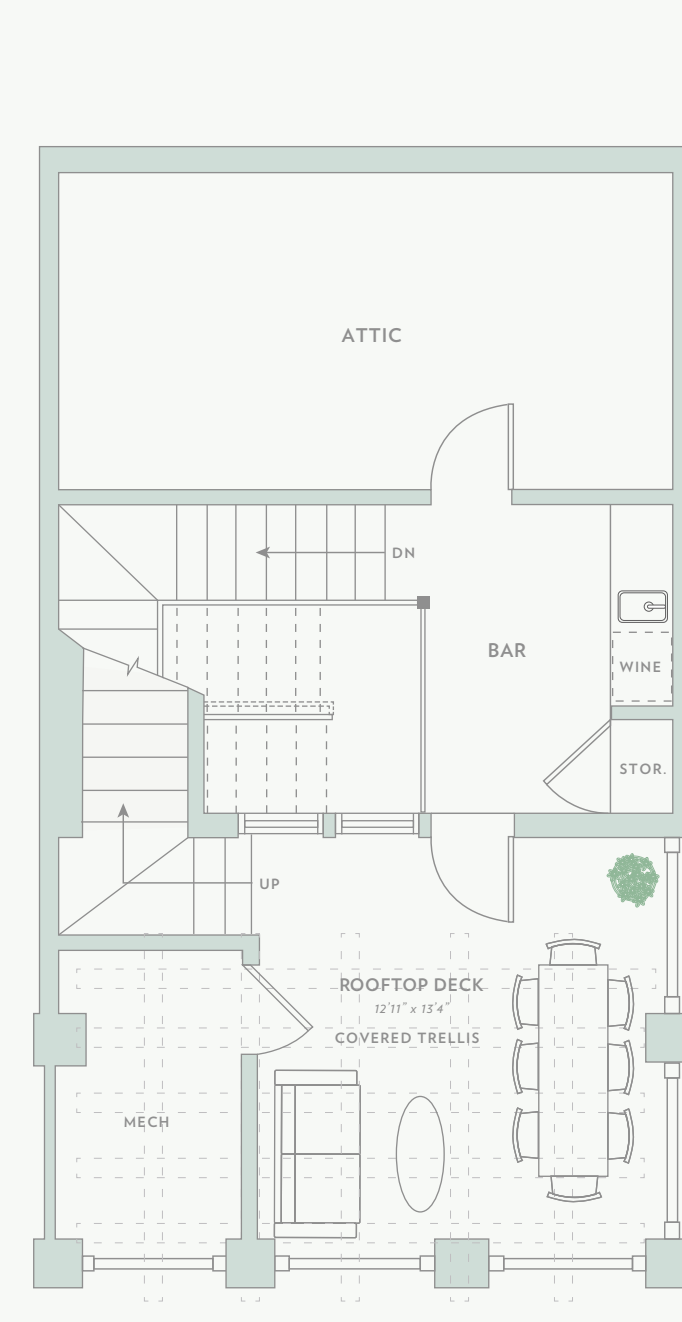 ATTIC
DN
BAR
WINE
STOR.
UP
ROOFTOP DECK
12'11" x 13'4"
COVERED TRELLIS
MECH